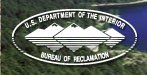 U.S. DEPARTMENT OF THE INTERIOR
BUREAU OF RECLAMATION